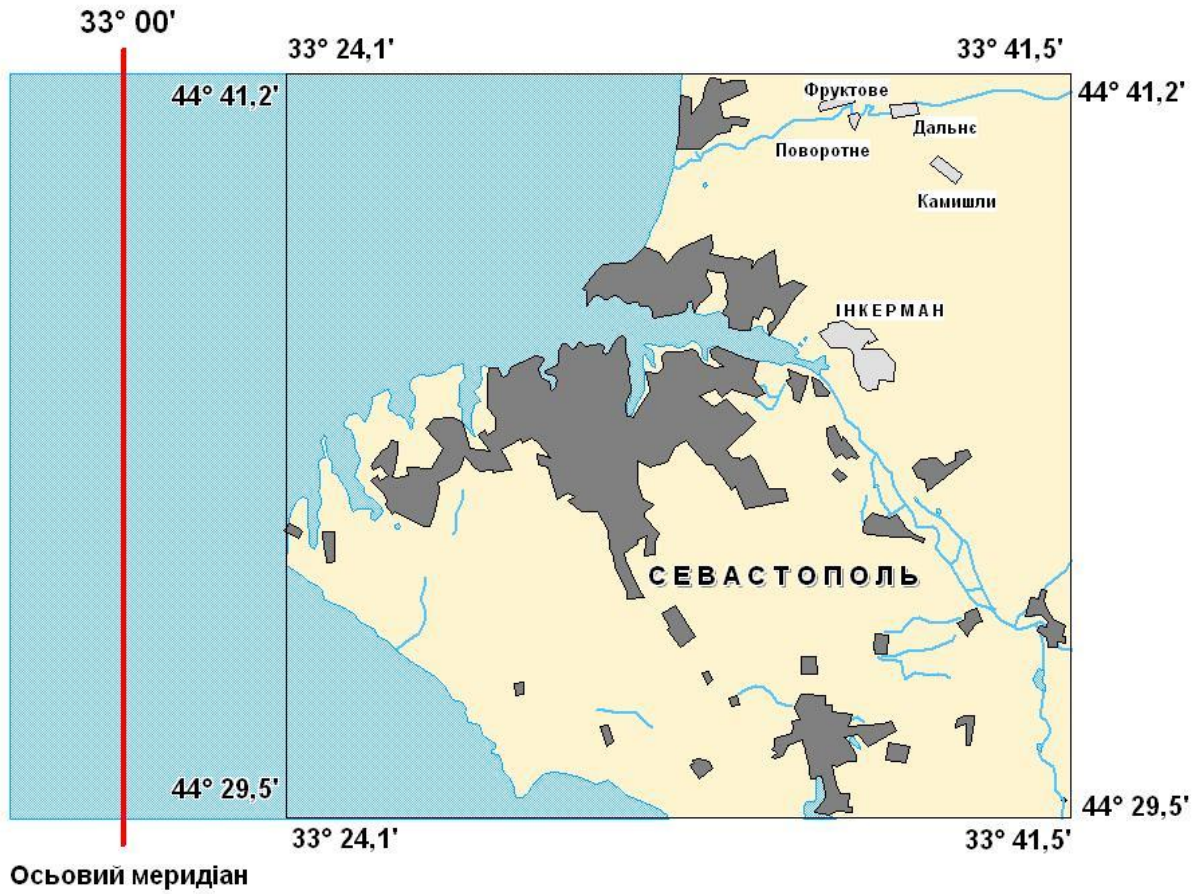 33° 00'
33° 24,1'
33° 41,5'
44° 41,2'
44° 41,2'
Фруктове
Дальнє
Поворотне
Камишли
ІНКЕРМАН
СЕВАСТОПОЛЬ
44° 29,5'
44° 29,5'
33° 24,1'
33° 41,5'
Осьовий меридіан